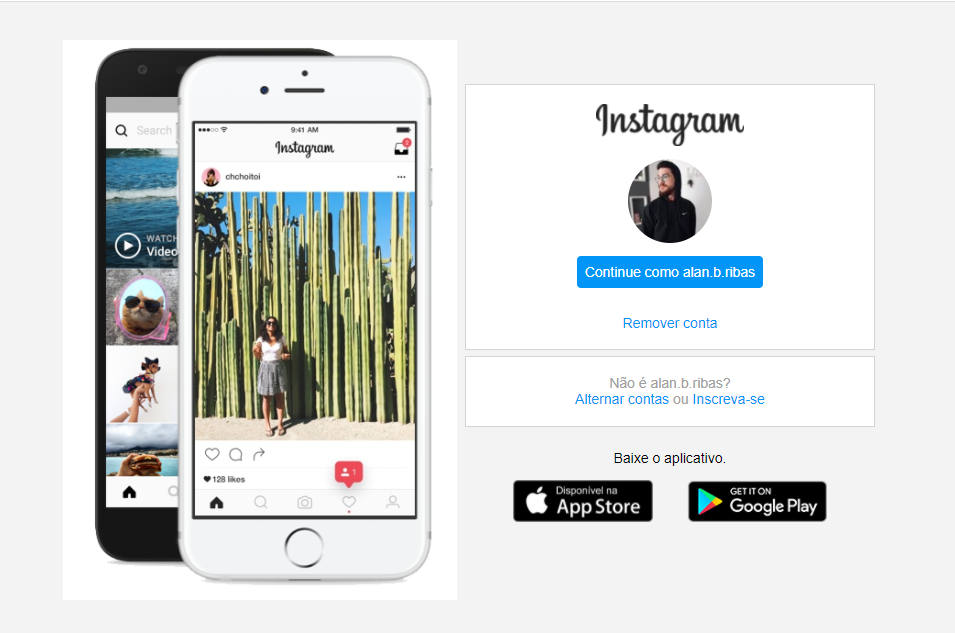 Search
WATCH
Video
9:41 AM
Instagram
2
chchoitoi
1
128 likes
Instagram
Continue como alan.b.ribas
Remover conta
Não é alan.b.ribas?
Alternar contas ou Inscreva-se
Baixe o aplicativo.
Disponível na
App Store
GET IT ON
Google Play